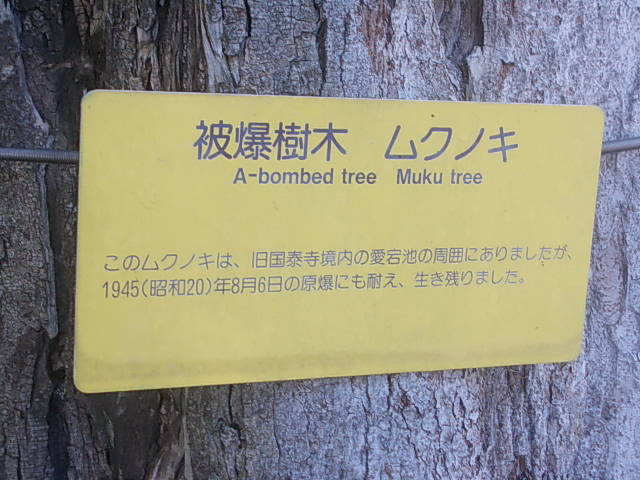 被爆樹木 ムクノキ
A-bombed tree Muku tree
このムクノキは、旧国泰寺境内の愛宕池の周囲にありましたが、
1945(昭和20)年8月6日の原爆にも耐え、生き残りました。